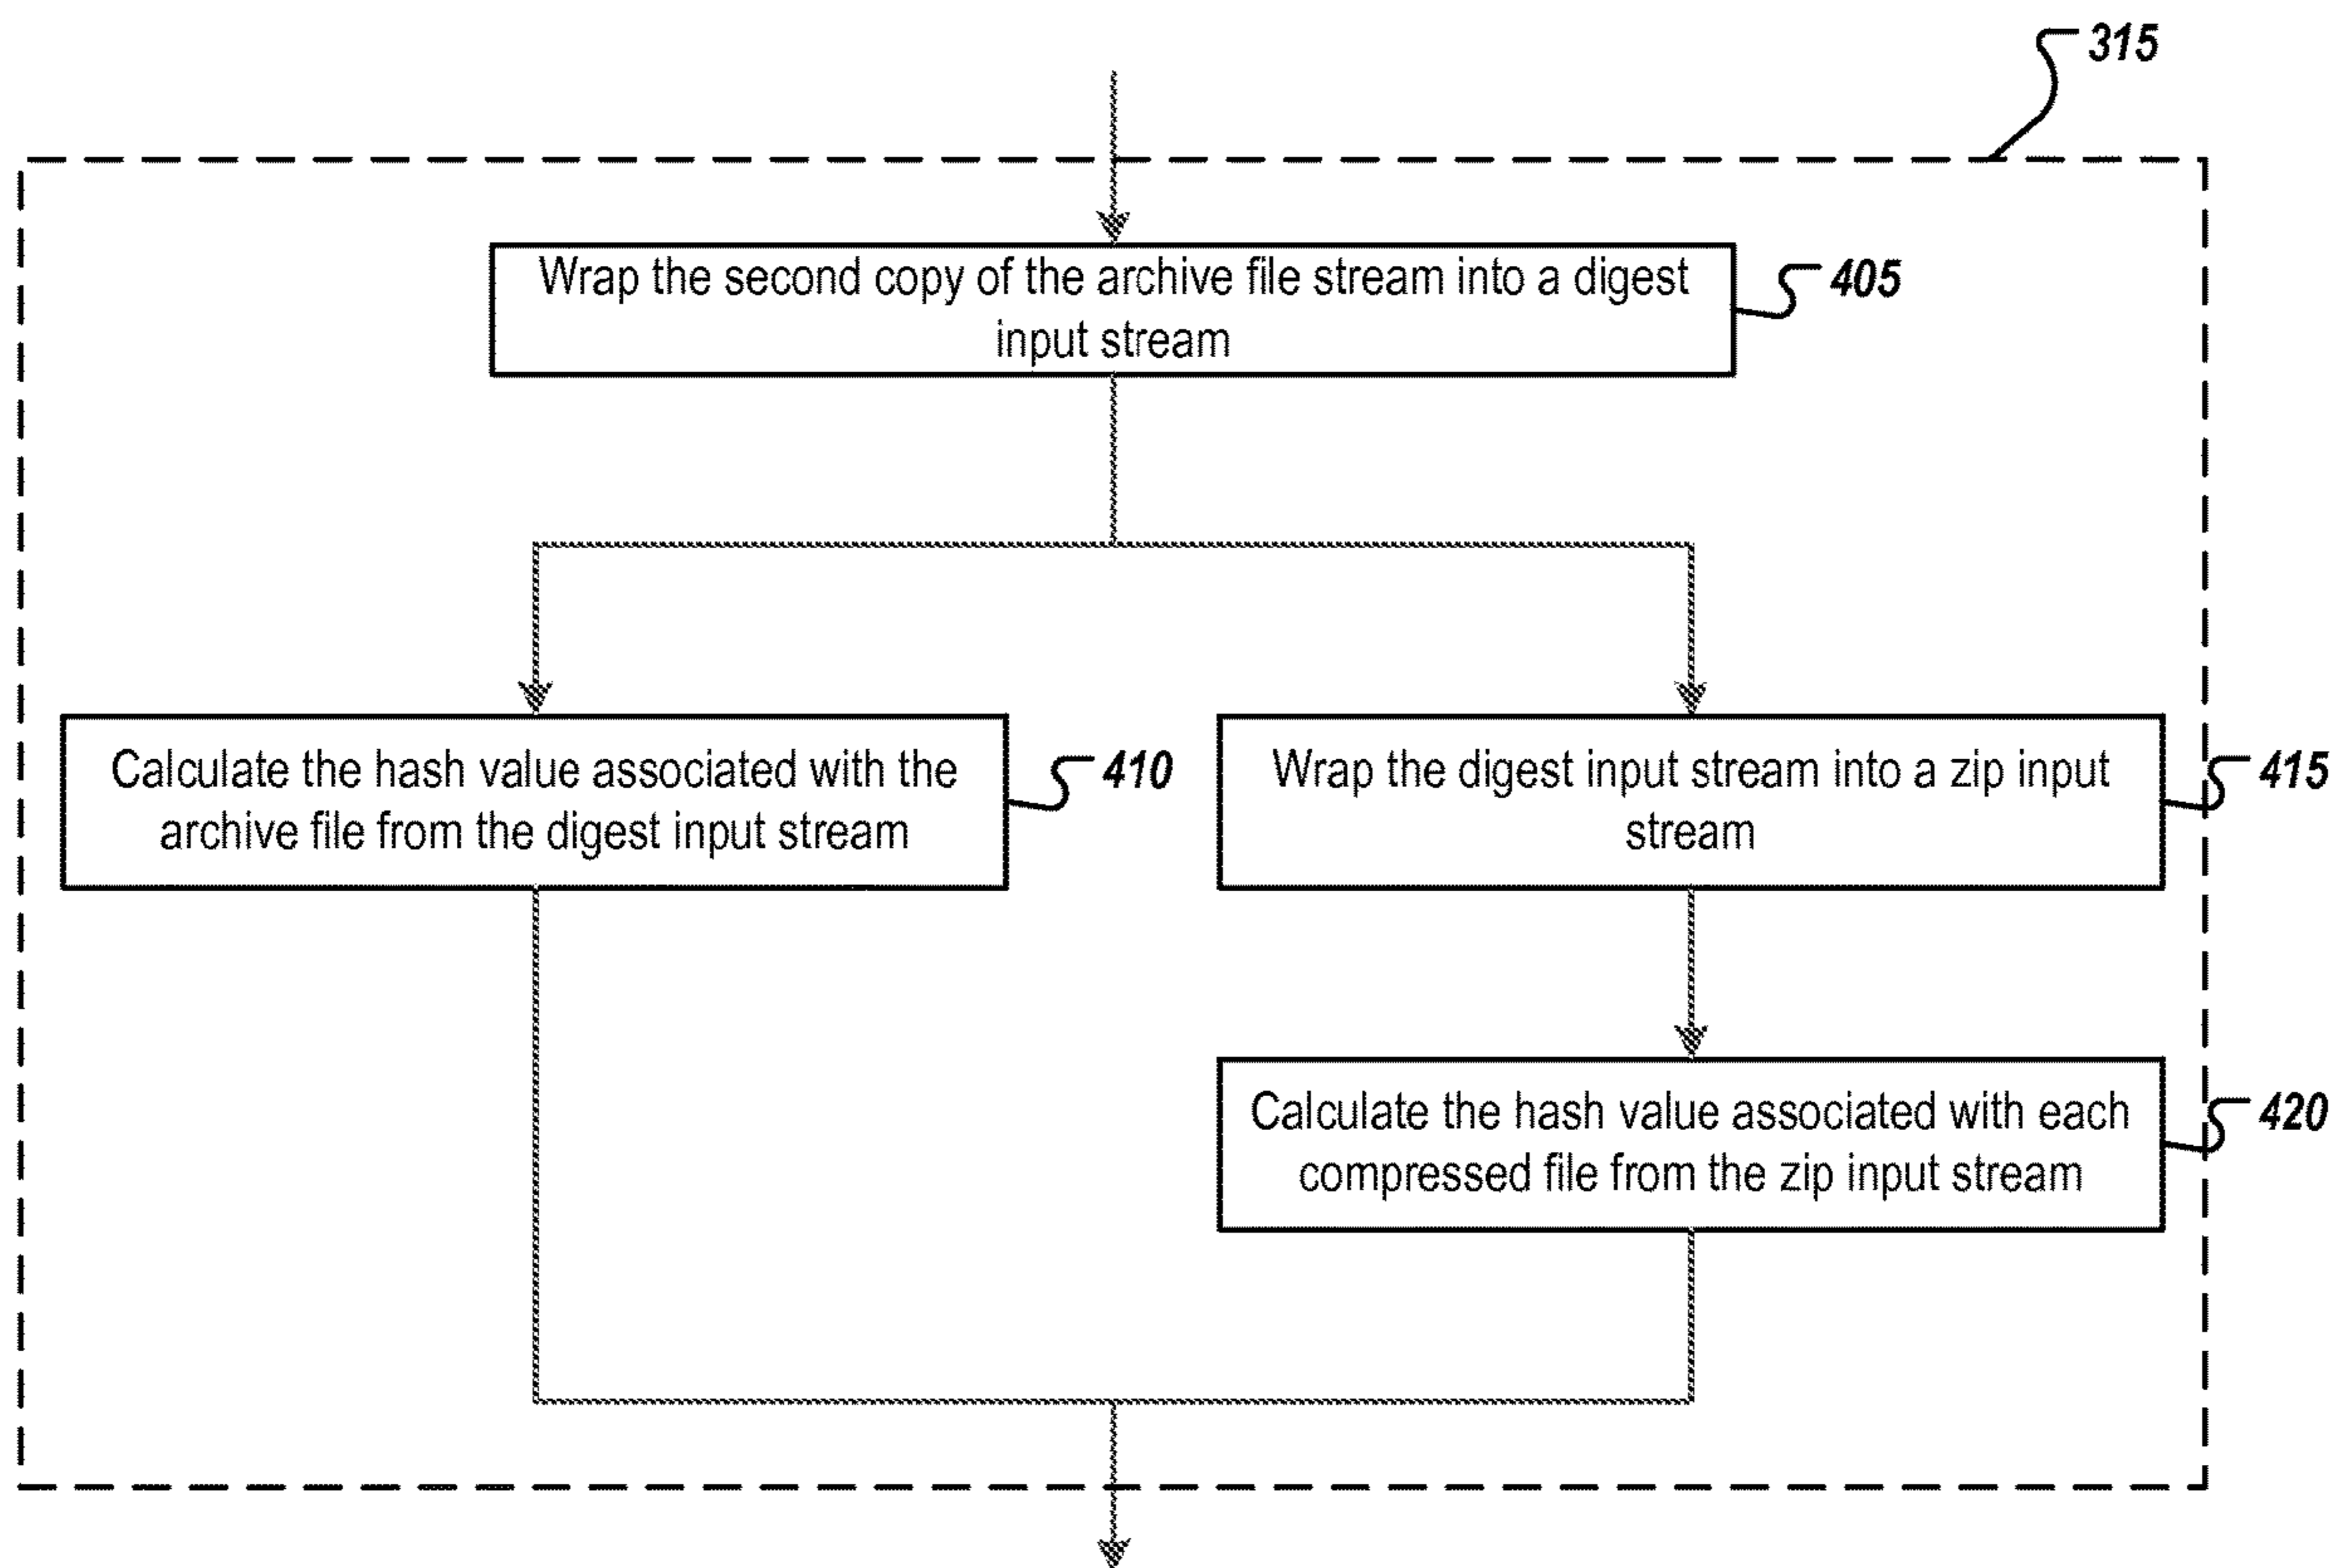 315
Wrap the second copy of the archive file stream into a digest
input stream
405
Calculate the hash value associated with the
archive file from the digest input stream
410
Wrap the digest input stream into a zip input
stream
415
Calculate the hash value associated with each
compressed file from the zip input stream
420